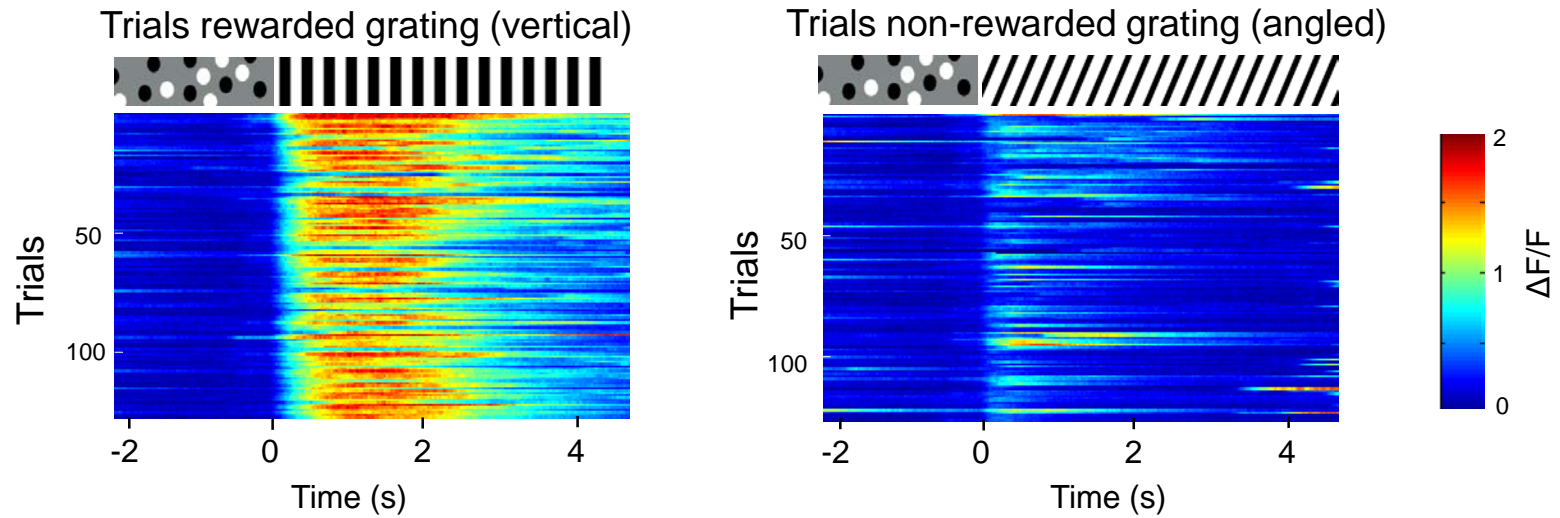 Trials rewarded grating (vertical)
Trials non-rewarded grating (angled)
Trials
50
100
-2
0
2
4
Time (s)
Trials
50
100
-2
0
2
4
Time (s)
2
1
0
ΔF/F